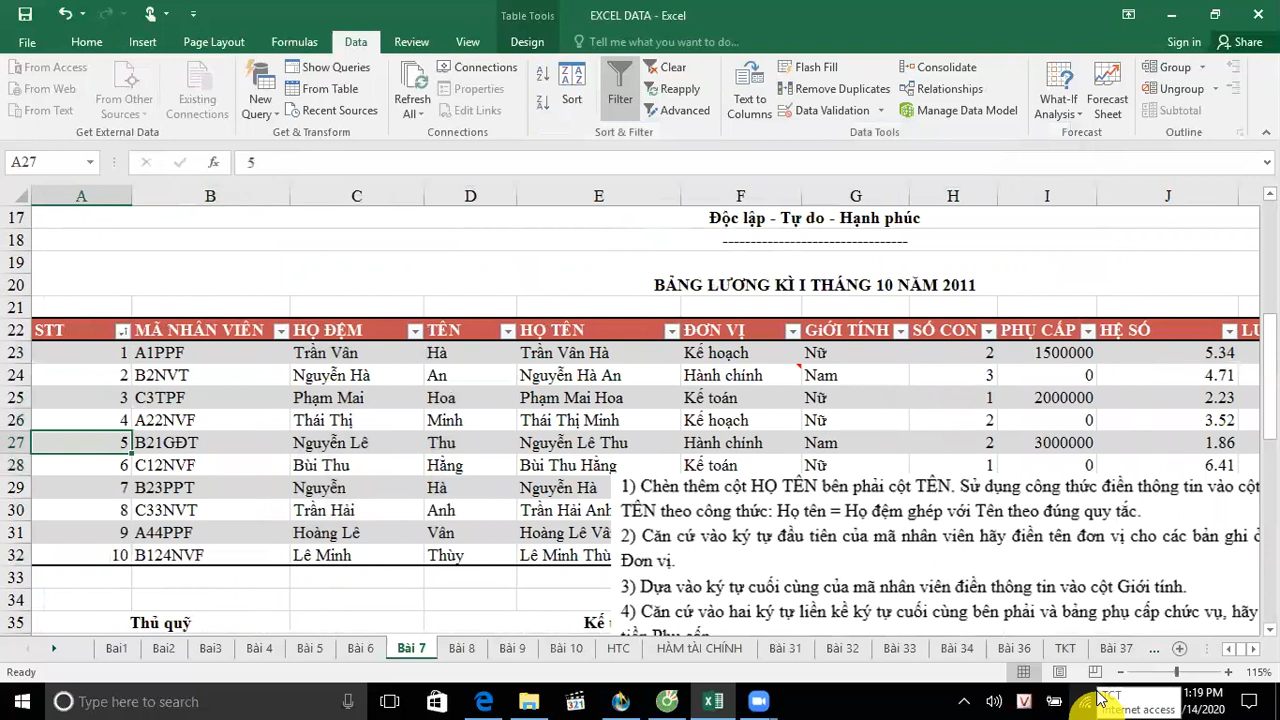 Table Tools
EXCEL DATA - Excel
File Home Insert Page Layout Formulas Data Review View Design Tell me what you want to do... Sign in Share
From Access
From Web
From Text
From Other Sources
Existing Connections
Get External Data
New Query
Show Queries
From Table
Recent Sources
Get & Transform
Refresh All
Connections
Properties
Edit Links
Connections
Sort
Filter
Clear
Reapply
Advanced
Sort & Filter
Text to Columns
Flash Fill
Remove Duplicates
Data Validation
Consolidate
Relationships
Manage Data Model
Data Tools
What-If Analysis
Forecast Sheet
Forecast
Group
Ungroup
Subtotal
Outline
A27 fx 5
A B C D E F G H I J
17 Độc lập - Tự do - Hạnh phúc
18 ---------------------------------
19
20 BẢNG LƯƠNG KÌ I THÁNG 10 NĂM 2011
21
22 STT MÃ NHÂN VIÊN HỌ ĐỆM TÊN HỌ TÊN ĐƠN VỊ GiỚI TÍNH SỐ CON PHỤ CẤP HỆ SỐ
23 1 A1PPF Trần Vân Hà Trần Vân Hà Kế hoạch Nữ 2 1500000 5.34
24 2 B2NVT Nguyễn Hà An Nguyễn Hà An Hành chính Nam 3 0 4.71
25 3 C3TPF Phạm Mai Hoa Phạm Mai Hoa Kế toán Nữ 1 2000000 2.23
26 4 A22NVF Thái Thị Minh Thái Thị Minh Kế hoạch Nữ 2 0 3.52
27 5 B21GĐT Nguyễn Lê Thu Nguyễn Lê Thu Hành chính Nam 2 3000000 1.86
28 6 C12NVF Bùi Thu Hằng Bùi Thu Hằng Kế toán Nữ 1 0 6.41
29 7 B23PPT Nguyễn Hà Nguyễn Hà
30 8 C33NVT Trần Hải Anh Trần Hải Anh
31 9 A44PPF Hoàng Lê Vân Hoàng Lê
32 10 B124NVF Lê Minh Thùy Lê Minh
33
34
35 Thủ quỹ
1) Chèn thêm cột HỌ TÊN bên phải cột TÊN. Sử dụng công thức điền thông tin vào cột
TÊN theo công thức: Họ tên = Họ đệm ghép với Tên theo đúng quy tắc.
2) Căn cứ vào ký tự đầu tiên của mã nhân viên hãy điền tên đơn vị cho các bản ghi
Đơn vị.
3) Dựa vào ký tự cuối cùng của mã nhân viên điền thông tin vào cột Giới tính.
4) Căn cứ vào hai ký tự liền kề ký tự cuối cùng bên phải và bảng phụ cấp chức vụ, hãy
Bai1 Bai2 Bài3 Bài 4 Bài 5 Bài 6 Bài 7 Bài 8 Bài 9 Bài 10 HTC HÀM tÀI CHÍNH Bài 31 Bài 32 Bài 33 Bài 34 Bài 36 TKT Bài 37 ...
Ready 115%
Type here to search
321
Internet access
1:19 PM
/14/2020